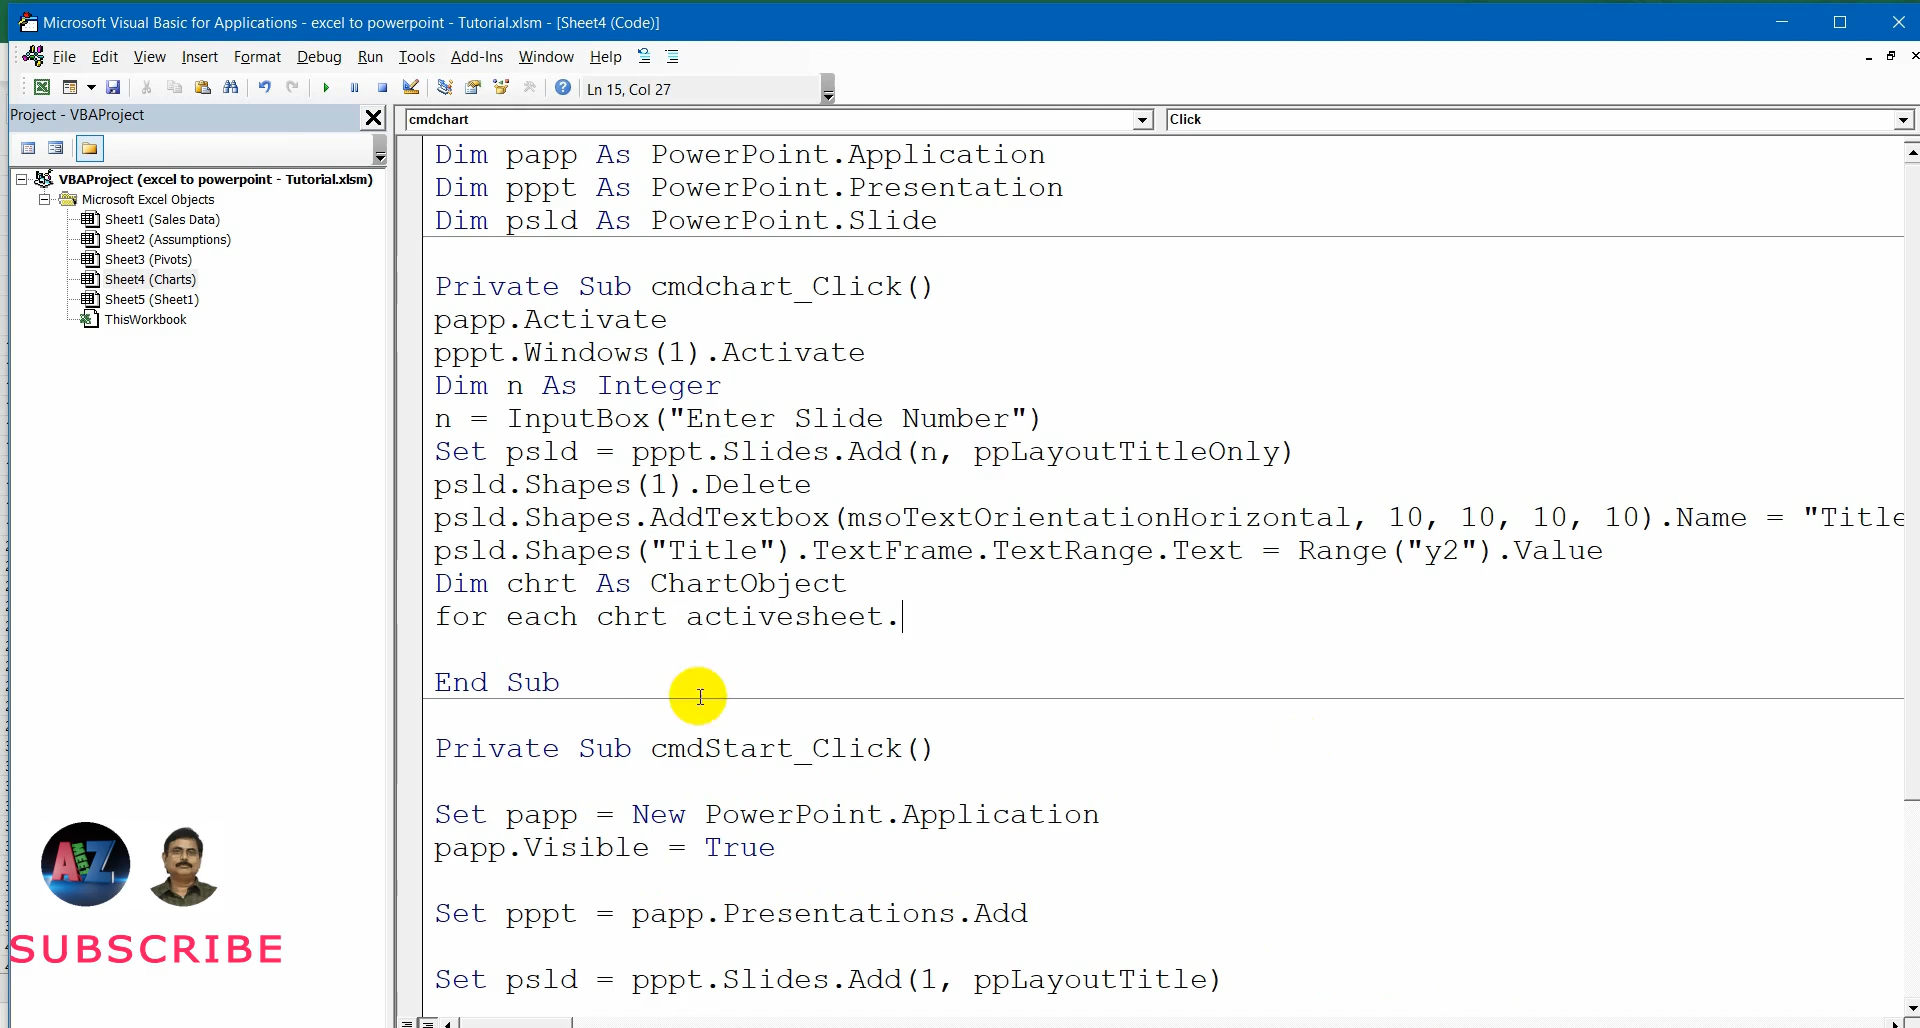 Microsoft Visual Basic for Applications - excel to powerpoint - Tutorial.xlsm - [Sheet4 (Code)]
File Edit View Insert Format Debug Run Tools Add-Ins Window Help
Ln 15, Col 27
Project - VBAProject
cmdchart
Click
VBAProject (excel to powerpoint - Tutorial.xlsm)
Microsoft Excel Objects
Sheet1 (Sales Data)
Sheet2 (Assumptions)
Sheet3 (Pivots)
Sheet4 (Charts)
Sheet5 (Sheet1)
ThisWorkbook
Dim papp As PowerPoint.Application
Dim pppt As PowerPoint.Presentation
Dim psld As PowerPoint.Slide
Private Sub cmdchart_Click()
papp.Activate
pppt.Windows(1).Activate
Dim n As Integer
n = InputBox("Enter Slide Number")
Set psld = pppt.Slides.Add(n, ppLayoutTitleOnly)
psld.Shapes(1).Delete
psld.Shapes.AddTextbox(msoTextOrientationHorizontal, 10, 10, 10, 10).Name = "Title
psld.Shapes("Title").TextFrame.TextRange.Text = Range("y2").Value
Dim chrt As ChartObject
for each chrt activesheet.
End Sub
Private Sub cmdStart_Click()
Set papp = New PowerPoint.Application
papp.Visible = True
Set pppt = papp.Presentations.Add
Set psld = pppt.Slides.Add(1, ppLayoutTitle)
A MEET Z
SUBSCRIBE